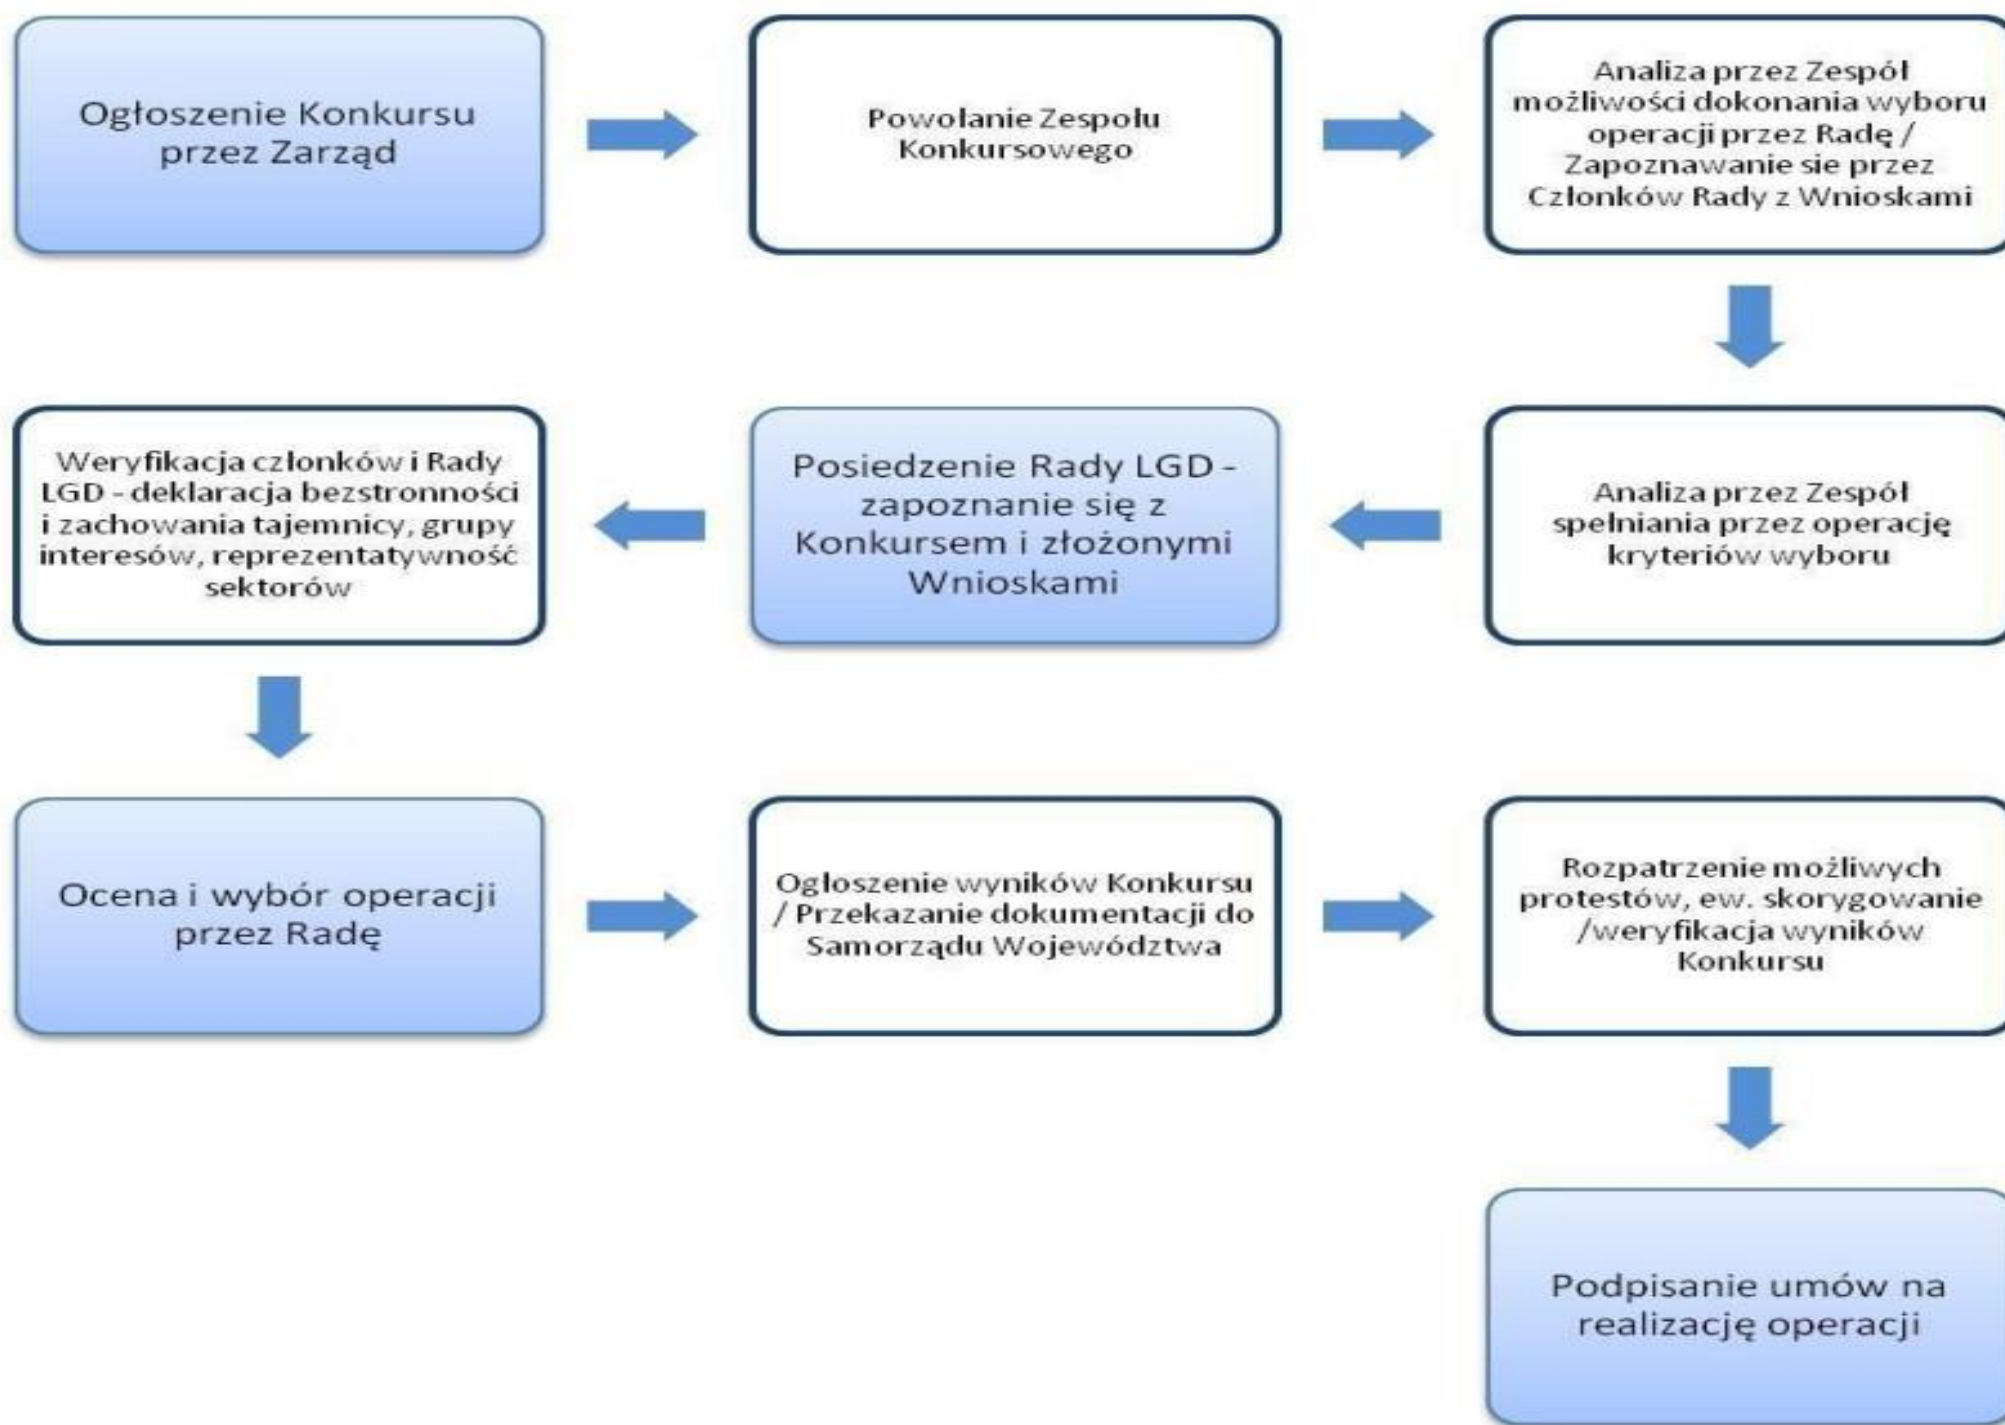 Ogłoszenie Konkursu
przez Zarząd
Powołanie Zespołu
Konkursowego
Analiza przez Zespół
możliwości dokonania wyboru
operacji przez Radę /
Zapoznawanie sie przez
Członków Rady z Wnioskami
Analiza przez Zespół
spełniania przez operację
kryteriów wyboru
Posiedzenie Rady LGD -
zapoznanie się z
Konkursem i złożonymi
Wnioskami
Weryfikacja członków i Rady
LGD - deklaracja bezstronności
i zachowania tajemnicy, grupy
interesów, reprezentatywność
sektorów
Ocena i wybór operacji
przez Radę
Ogłoszenie wyników Konkursu
/ Przekazanie dokumentacji do
Samorządu Województwa
Rozpatrzenie możliwych
protestów, ew. skorygowanie
/weryfikacja wyników
Konkursu
Podpisanie umów na
realizację operacji